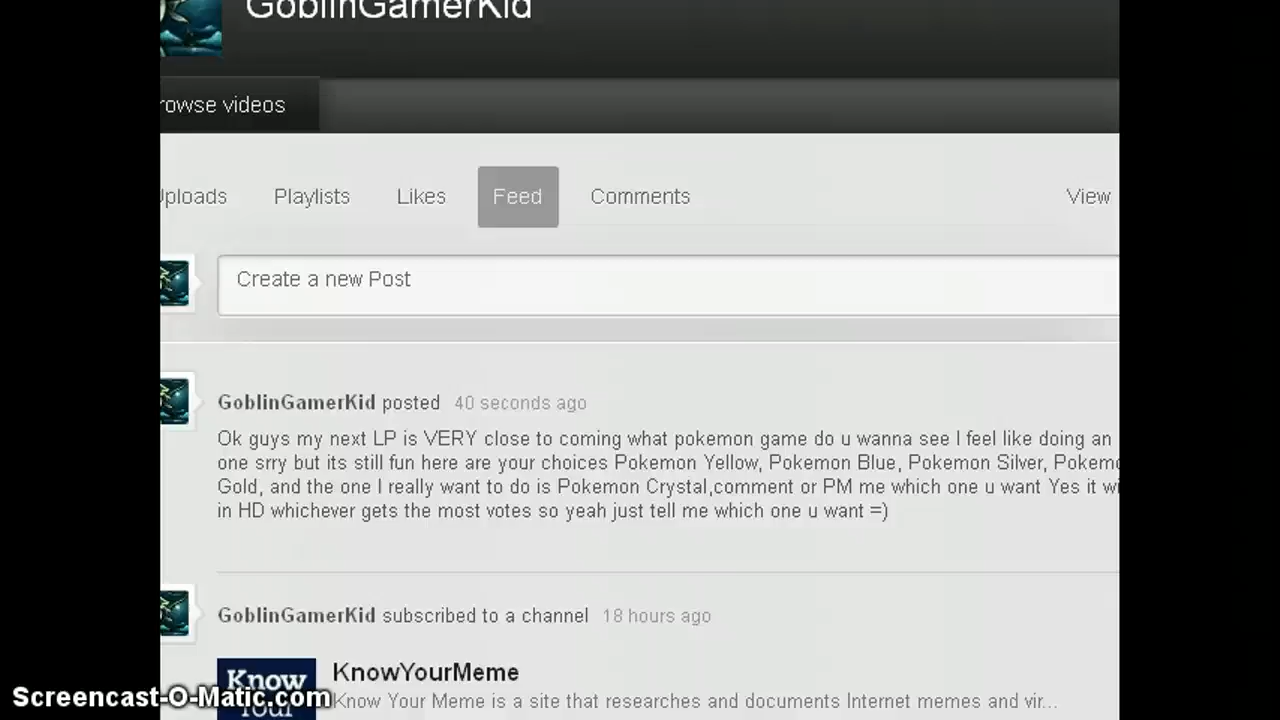 GoblinGamerKid
rowse videos
Uploads Playlists Likes Feed Comments View
Create a new Post
GoblinGamerKid posted 40 seconds ago
Ok guys my next LP is VERY close to coming what pokemon game do u wanna see I feel like doing an
one srry but its still fun here are your choices Pokemon Yellow, Pokemon Blue, Pokemon Silver, Pokemo
Gold, and the one I really want to do is Pokemon Crystal,comment or PM me which one u want Yes it wi
in HD whichever gets the most votes so yeah just tell me which one u want =)
GoblinGamerKid subscribed to a channel 18 hours ago
Know
Your
KnowYourMeme
Know Your Meme is a site that researches and documents Internet memes and vir...
Screencast-O-Matic.com